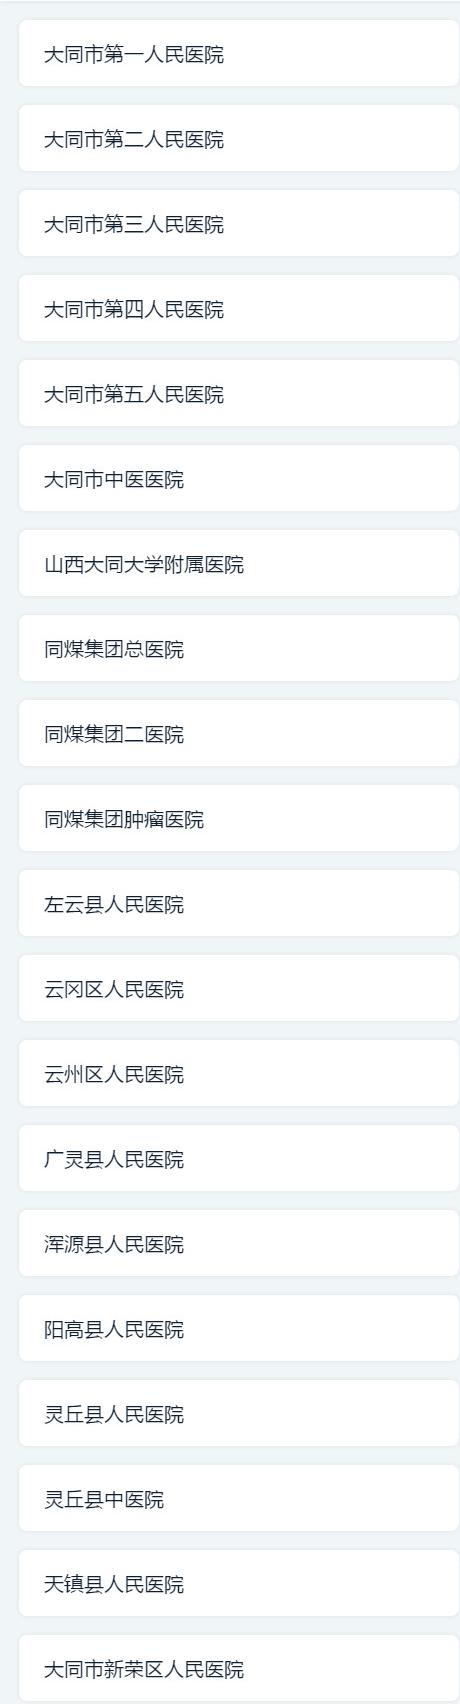 大同市第一人民医院
大同市第二人民医院
大同市第三人民医院
大同市第四人民医院
大同市第五人民医院
大同市中医医院
山西大同大学附属医院
同煤集团总医院
同煤集团二医院
同煤集团肿瘤医院
左云县人民医院
云冈区人民医院
云州区人民医院
广灵县人民医院
浑源县人民医院
阳高县人民医院
灵丘县人民医院
灵丘县中医院
天镇县人民医院
大同市新荣区人民医院